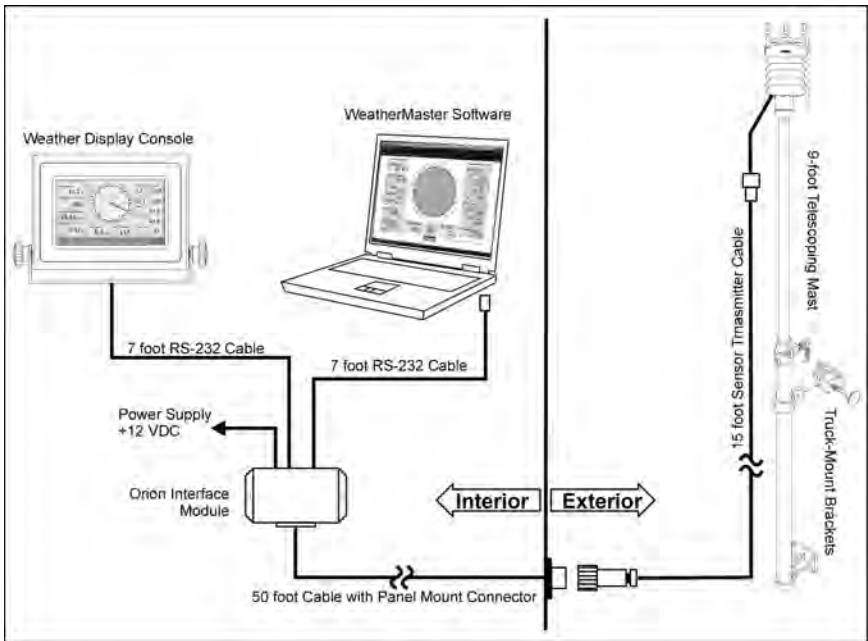 WeatherMaster Software
Weather Display Console
9-foot Telescoping Mast
15 foot Sensor Trnasmitter Cable
7 foot RS-232 Cable
7 foot RS-232 Cable
Power Supply
+12 VDC
Truck-Mount Brackets
Orion Interface
Module
Interior
Exterior
50 foot Cable with Panel Mount Connector